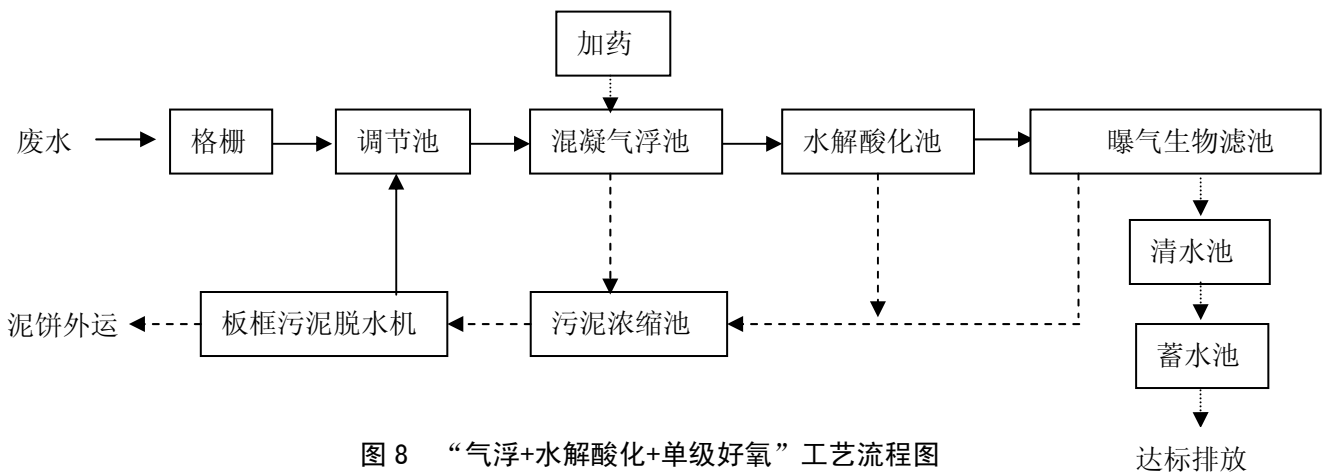 加药
废水
格栅
调节池
混凝气浮池
水解酸化池
曝气生物滤池
清水池
泥饼外运
板框污泥脱水机
污泥浓缩池
蓄水池
图 8 “气浮+水解酸化+单级好氧”工艺流程图
达标排放